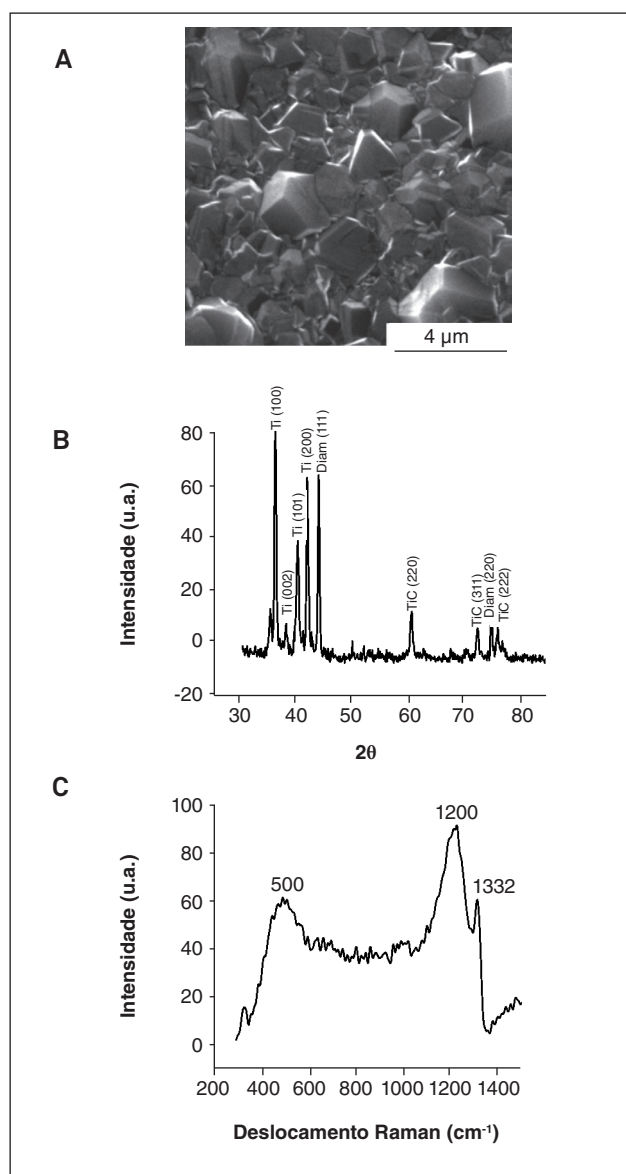 A
4 µm
B
Intensidade (u.a.)
80
60
40
20
0
-20
Ti (100)
Ti (002)
Ti (101)
Ti (200)
Diam (111)
TiC (220)
TiC (311)
Diam (220)
TiC (222)
30 40 50 60 70 80
2θ
C
Intensidade (u.a.)
100
80
60
40
20
0
500
1200
1332
200 400 600 800 1000 1200 1400
Deslocamento Raman (cm-1)